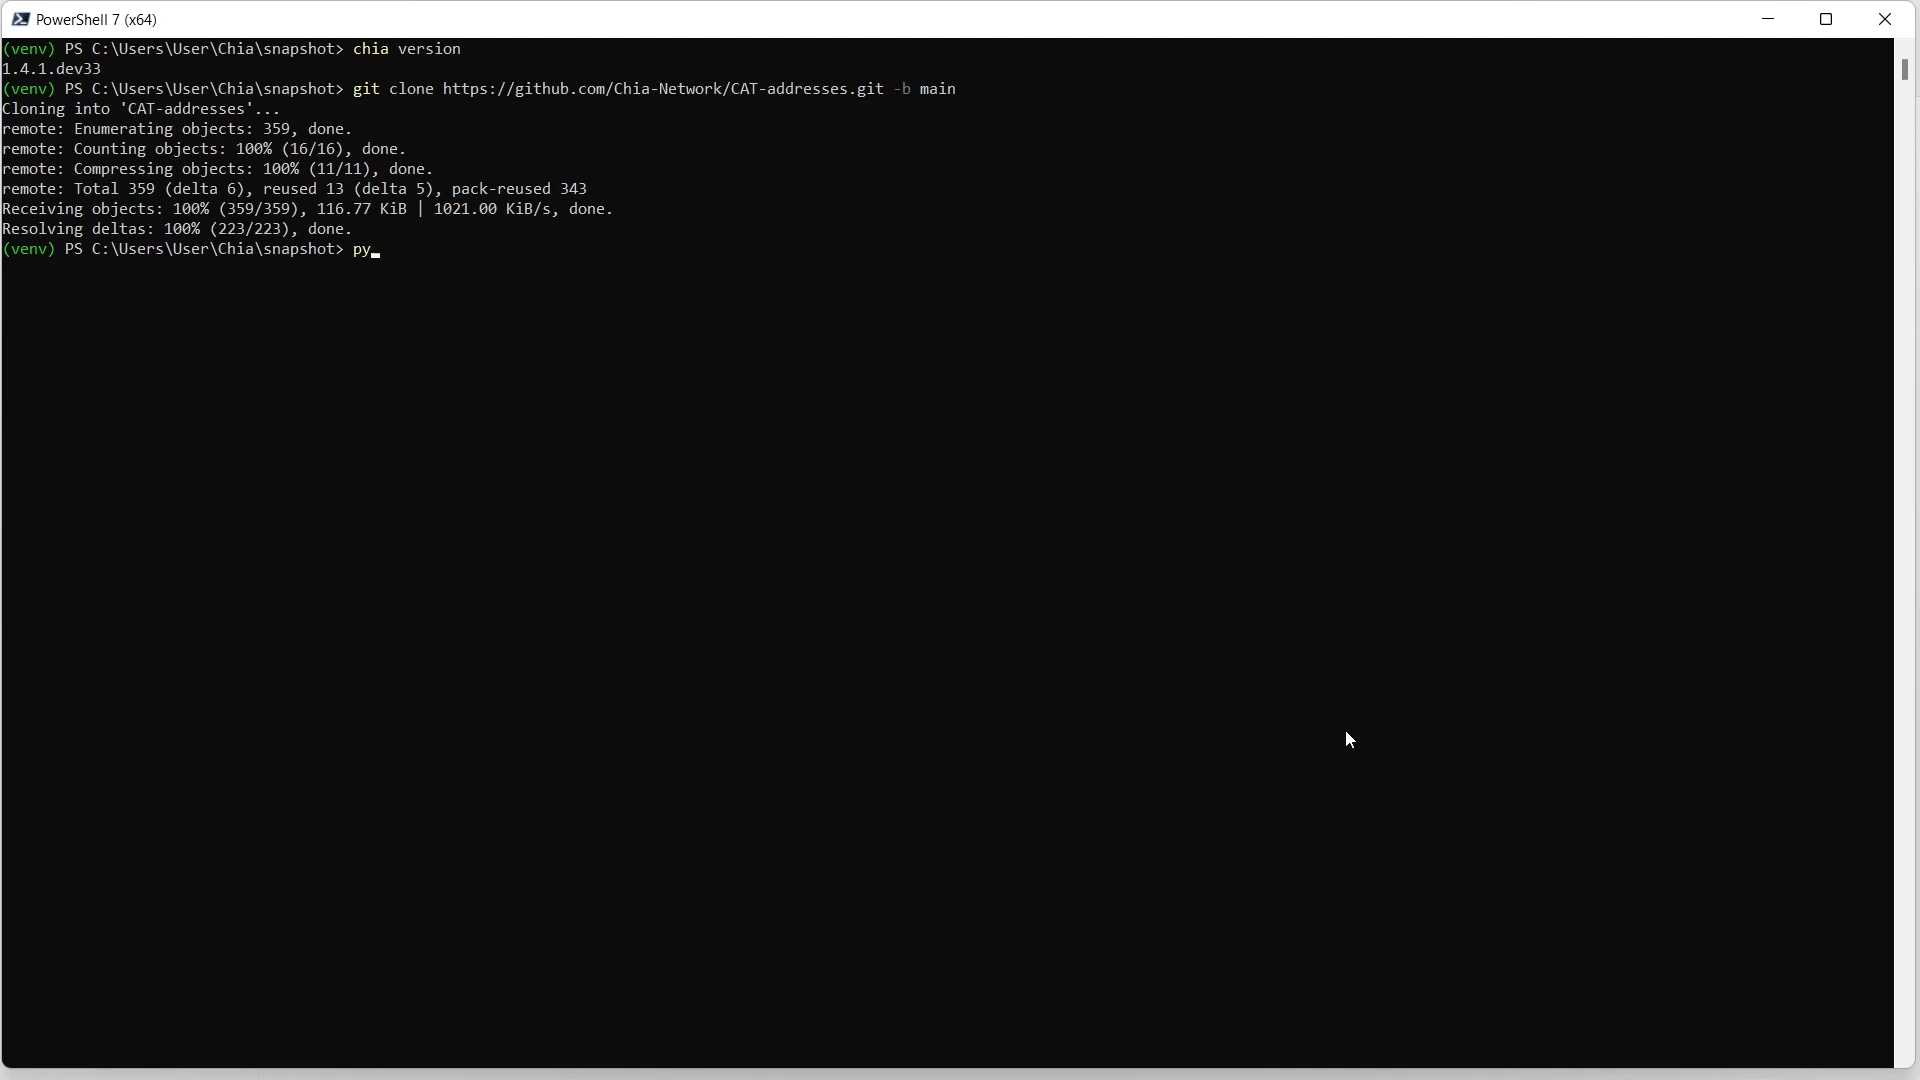 PowerShell 7 (x64)
(venv) PS C:\Users\User\Chia\snapshot> chia version
1.4.1.dev33
(venv) PS C:\Users\User\Chia\snapshot> git clone https://github.com/Chia-Network/CAT-addresses.git -b main
Cloning into 'CAT-addresses'...
remote: Enumerating objects: 359, done.
remote: Counting objects: 100% (16/16), done.
remote: Compressing objects: 100% (11/11), done.
remote: Total 359 (delta 6), reused 13 (delta 5), pack-reused 343
Receiving objects: 100% (359/359), 116.77 KiB | 1021.00 KiB/s, done.
Resolving deltas: 100% (223/223), done.
(venv) PS C:\Users\User\Chia\snapshot> py